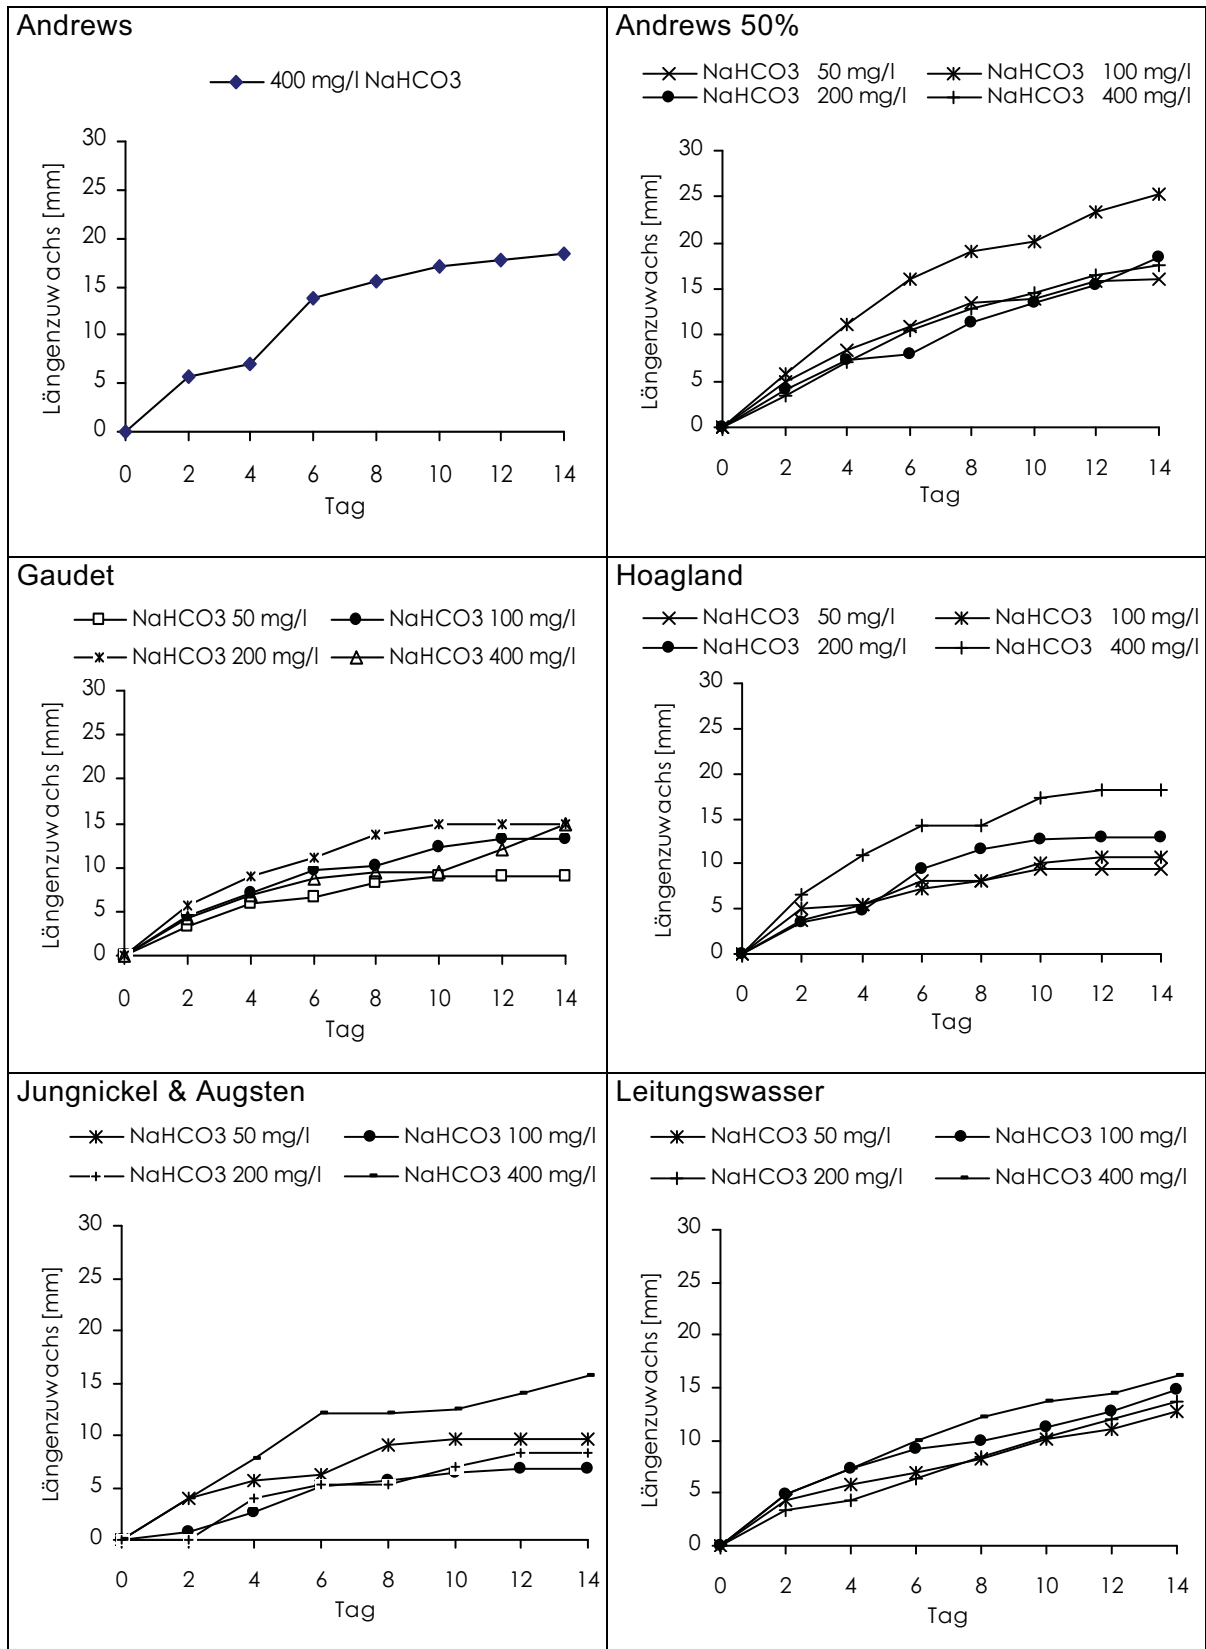 Andrews
400 mg/l NaHCO3
30
25
20
15
10
5
0
Längenzuwachs [mm]
0 2 4 6 8 10 12 14
Tag
Andrews 50%
NaHCO3 50 mg/l NaHCO3 100 mg/l
NaHCO3 200 mg/l NaHCO3 400 mg/l
30
25
20
15
10
5
0
Längenzuwachs [mm]
0 2 4 6 8 10 12 14
Tag
Gaudet
NaHCO3 50 mg/l NaHCO3 100 mg/l
NaHCO3 200 mg/l NaHCO3 400 mg/l
30
25
20
15
10
5
0
Längenzuwachs [mm]
0 2 4 6 8 10 12 14
Tag
Hoagland
NaHCO3 50 mg/l NaHCO3 100 mg/l
NaHCO3 200 mg/l NaHCO3 400 mg/l
30
25
20
15
10
5
0
Längenzuwachs [mm]
0 2 4 6 8 10 12 14
Tag
Jungnickel & Augsten
NaHCO3 50 mg/l NaHCO3 100 mg/l
NaHCO3 200 mg/l NaHCO3 400 mg/l
30
25
20
15
10
5
0
Längenzuwachs [mm]
0 2 4 6 8 10 12 14
Tag
Leitungswasser
NaHCO3 50 mg/l NaHCO3 100 mg/l
NaHCO3 200 mg/l NaHCO3 400 mg/l
30
25
20
15
10
5
0
Längenzuwachs [mm]
0 2 4 6 8 10 12 14
Tag